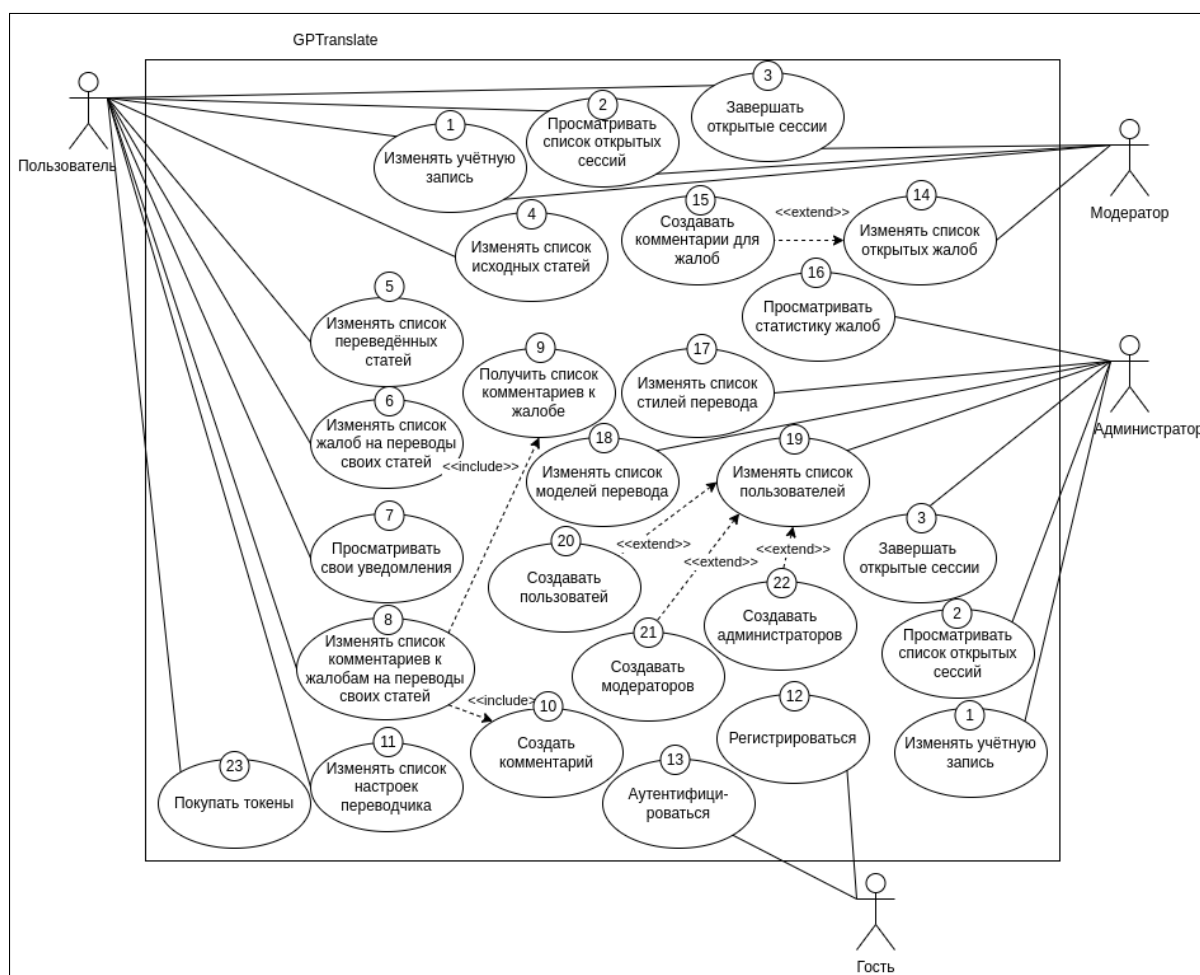 GPTranslate
Пользователь
3
Завершать
открытые сессии
2
Просматривать
список открытых
сессий
1
Изменять учётную
запись
Модератор
15
Создавать
комментарии для
жалоб
<<extend>>
14
Изменять список
открытых жалоб
4
Изменять список
исходных статей
16
Просматривать
статистику жалоб
5
Изменять список
переведённых
статей
9
Получить список
комментариев к
жалобе
17
Изменять список
стилей перевода
Администратор
6
Изменять список
жалоб на переводы
своих статей
<<include>>
18
Изменять список
моделей перевода
19
Изменять список
пользователей
7
Просматривать
свои уведомления
20
Создавать
пользоватей
<<extend>>
<<extend>>
<<extend>>
3
Завершать
открытые сессии
22
Создавать
администраторов
8
Изменять список
комментариев к
жалобам на переводы
своих статей
<<include>
21
Создавать
модераторов
2
Просматривать
список открытых
сессий
10
Создать
комментарий
12
Регистрироваться
1
Изменять учётную
запись
11
Изменять список
настроек
переводчика
23
Покупать токены
13
Аутентифици-
роваться
Гость